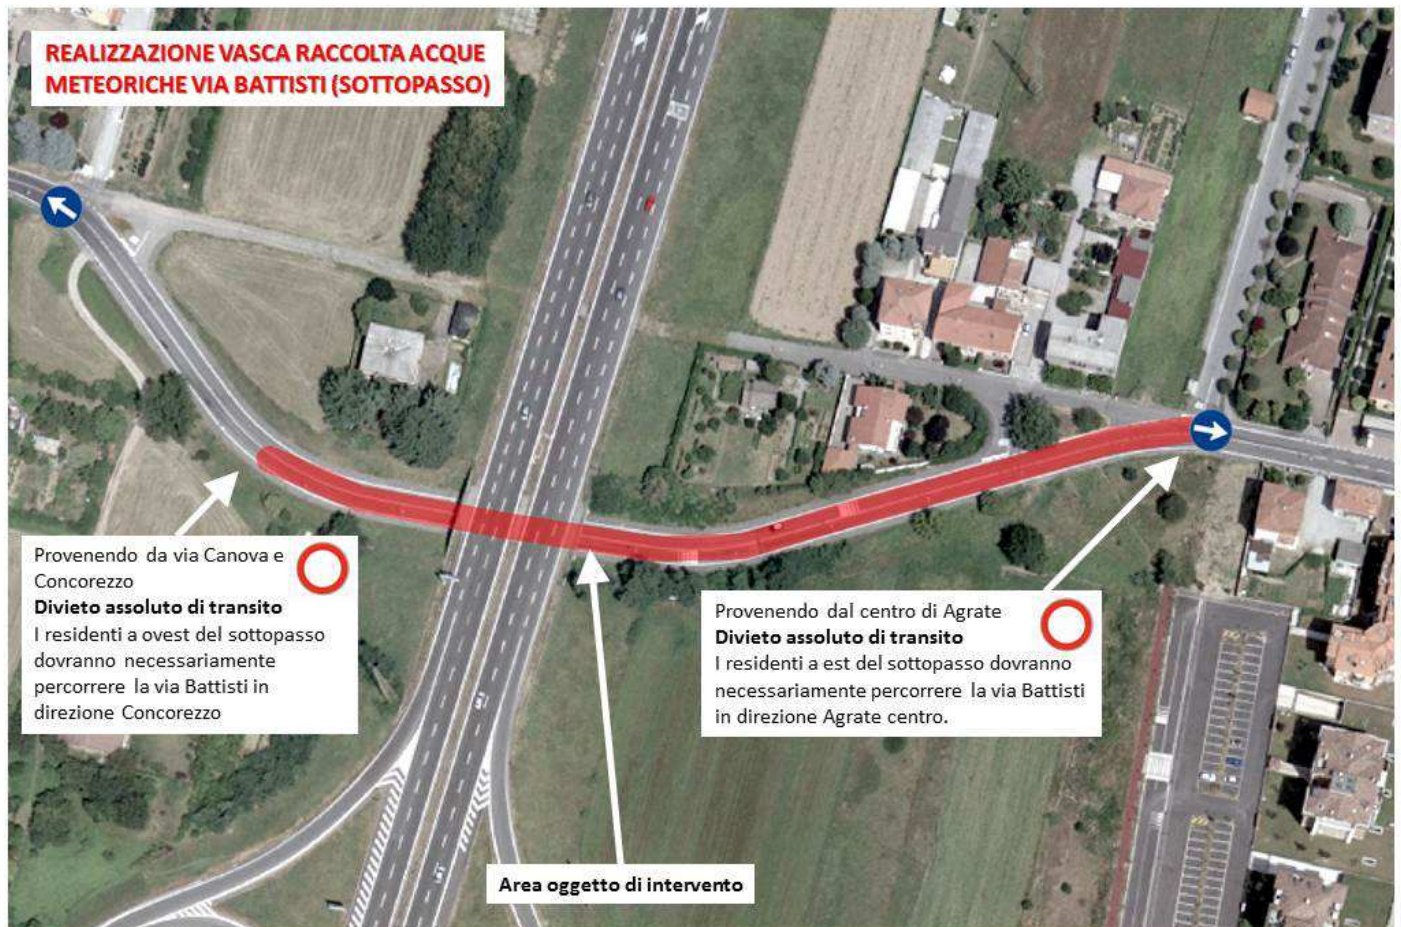 REALIZZAZIONE VASCA RACCOLTA ACQUE
METEORICHE VIA BATTISTI (SOTTOPASSO)
Provenendo da via Canova e
Concorezzo
Divieto assoluto di transito
I residenti a ovest del sottopasso
dovranno necessariamente
percorrere la via Battisti in
direzione Concorezzo
Provenendo dal centro di Agrate
Divieto assoluto di transito
I residenti a est del sottopasso dovranno
necessariamente percorrere la via Battisti
in direzione Agrate centro.
Area oggetto di intervento